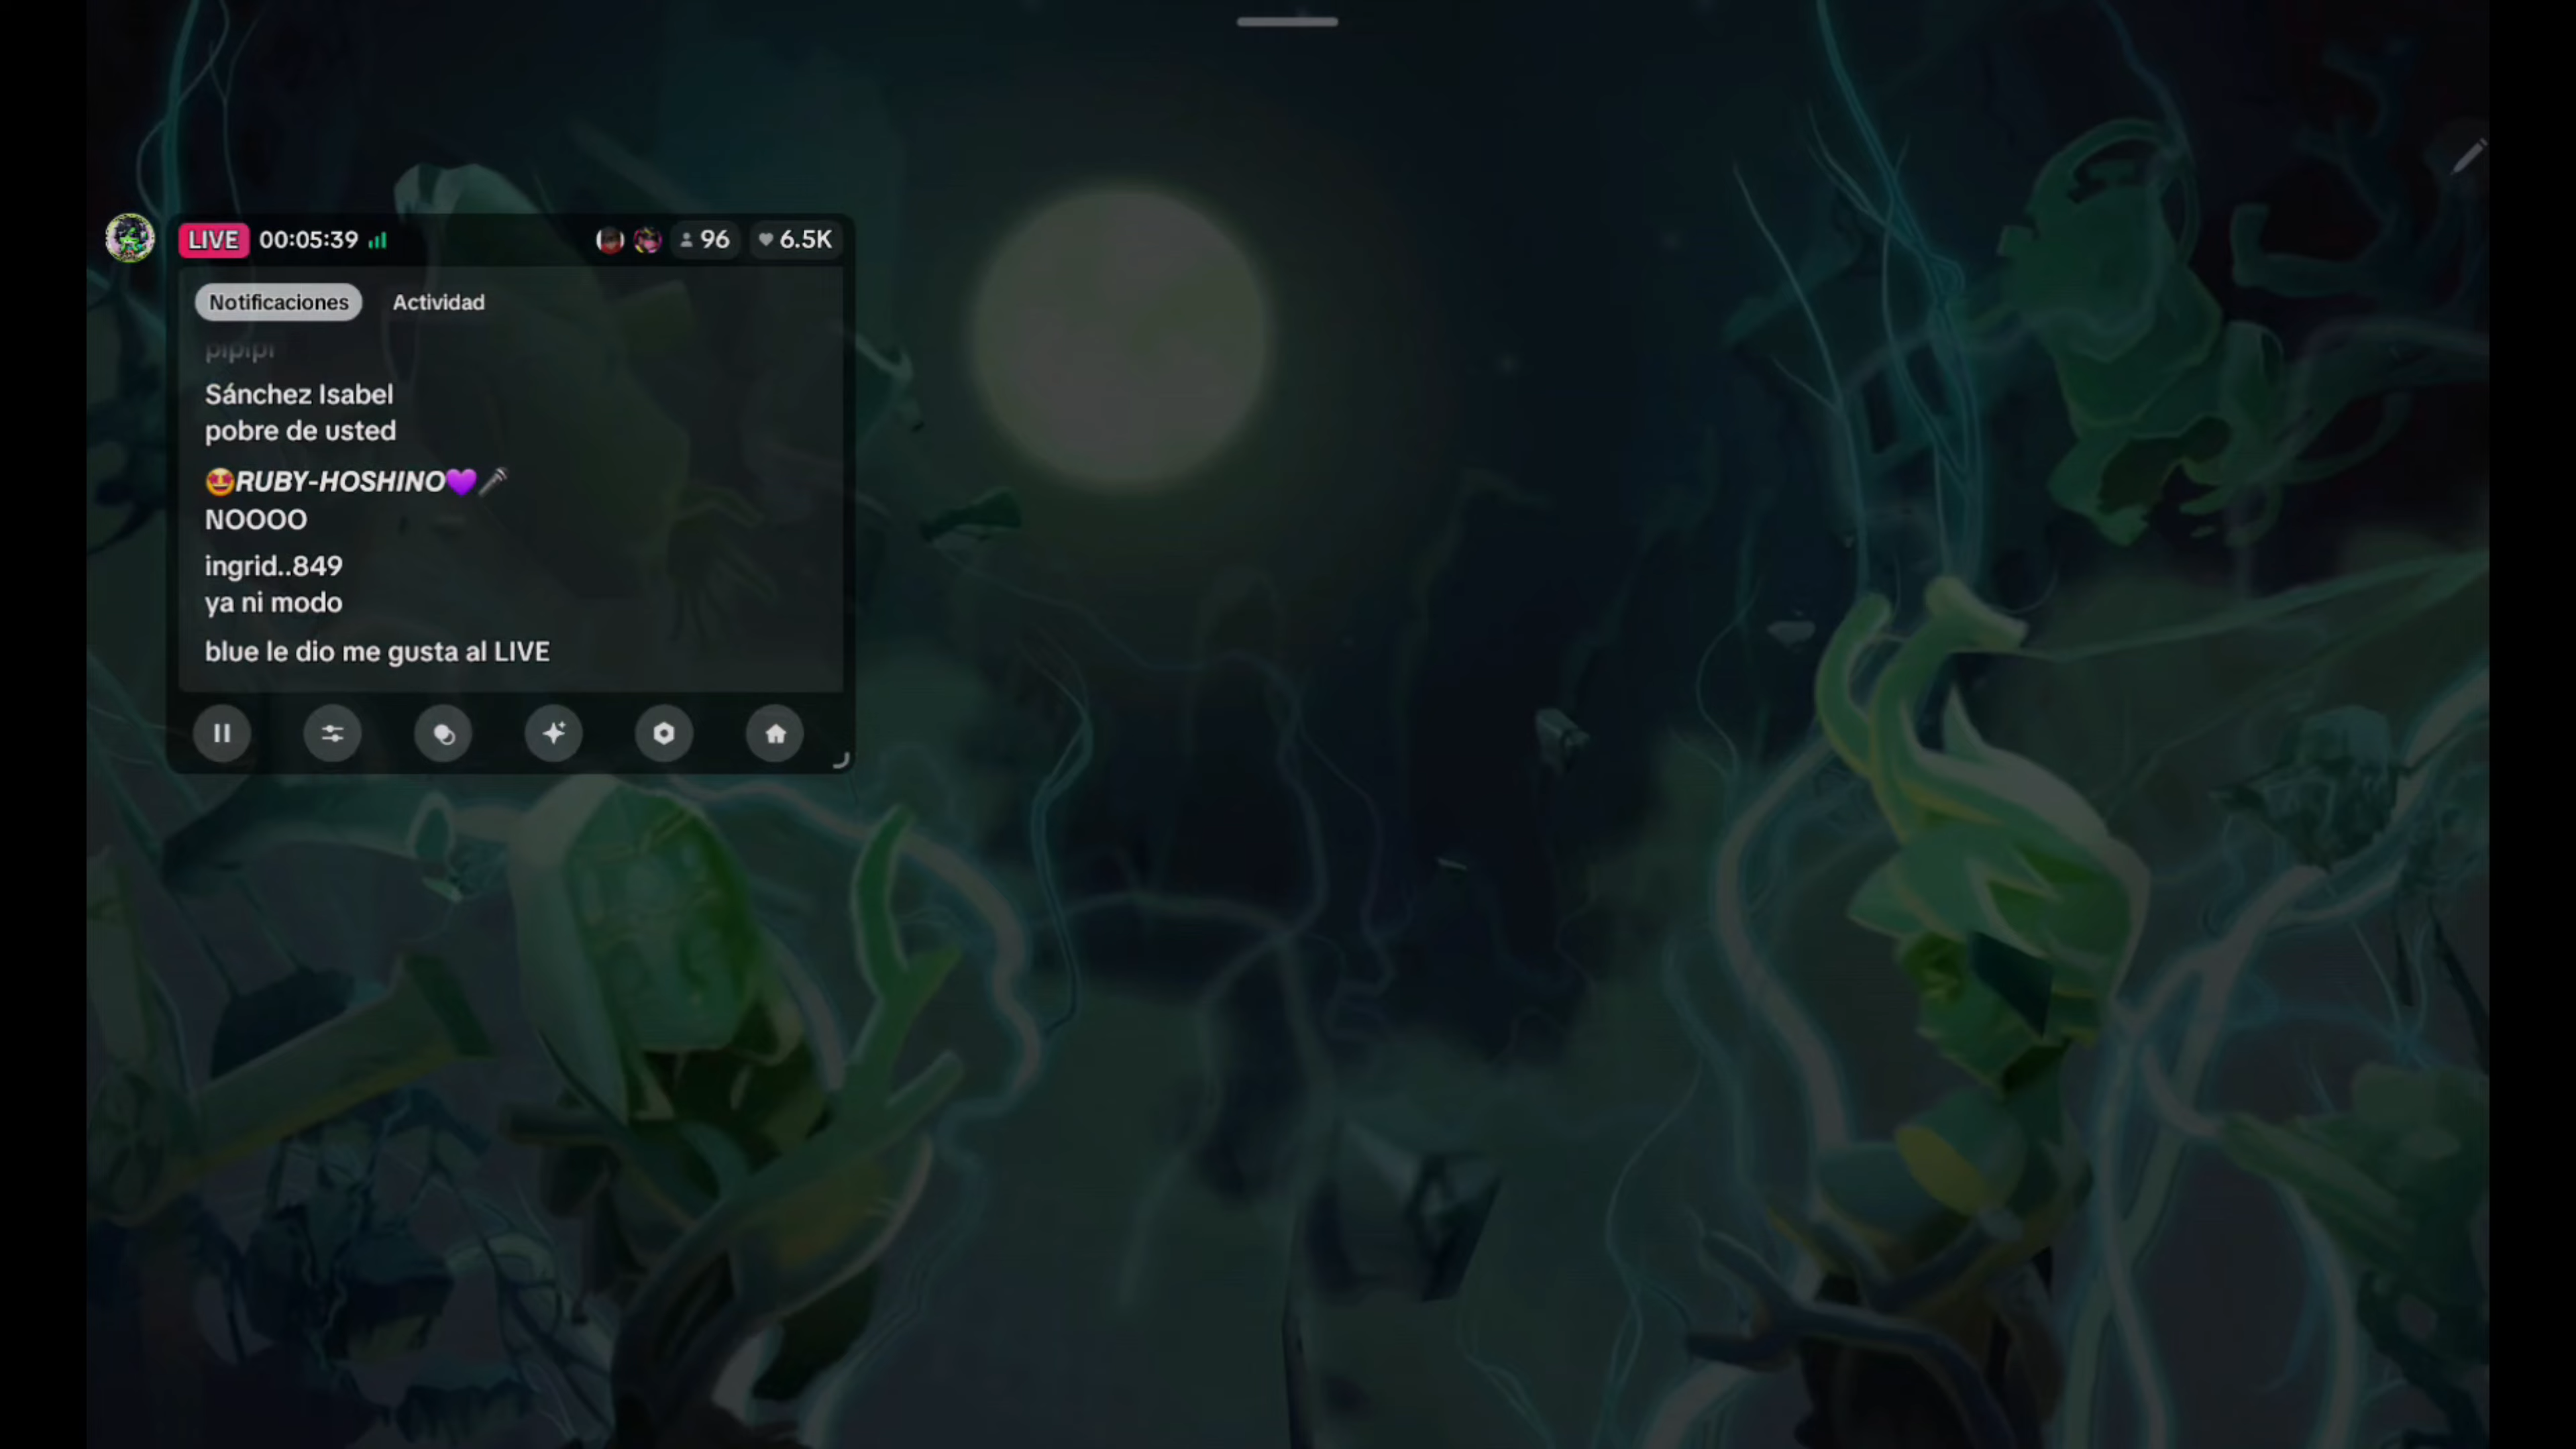 LIVE 00:05:39 96 6.5K
Notificaciones Actividad
pipipi
Sánchez Isabel
pobre de usted
🤩RUBY-HOSHINO💜🎤
NOOOO
ingrid..849
ya ni modo
blue le dio me gusta al LIVE